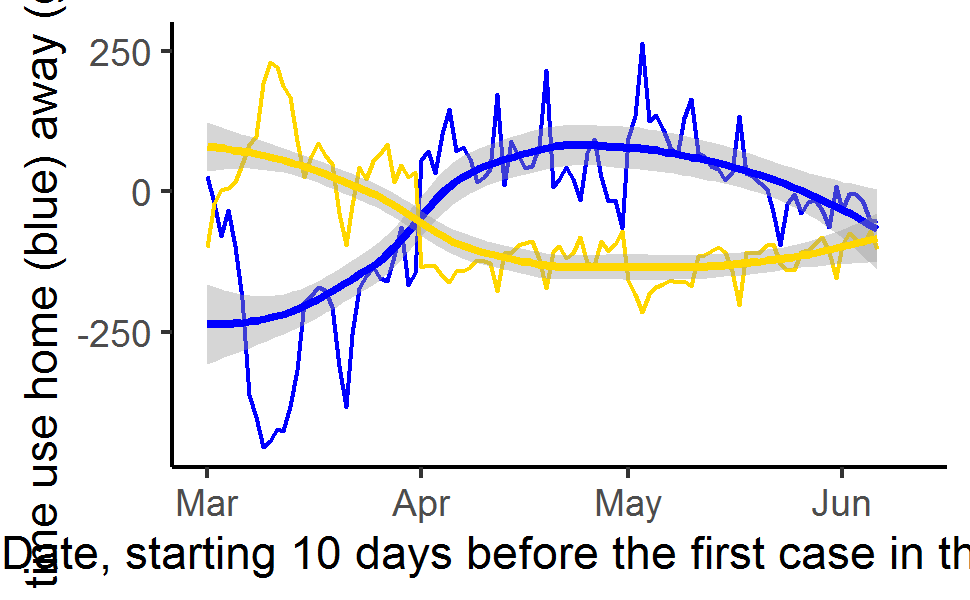 time use home (blue) away (
250
0
-250
Mar Apr May Jun
Date, starting 10 days before the first case in th